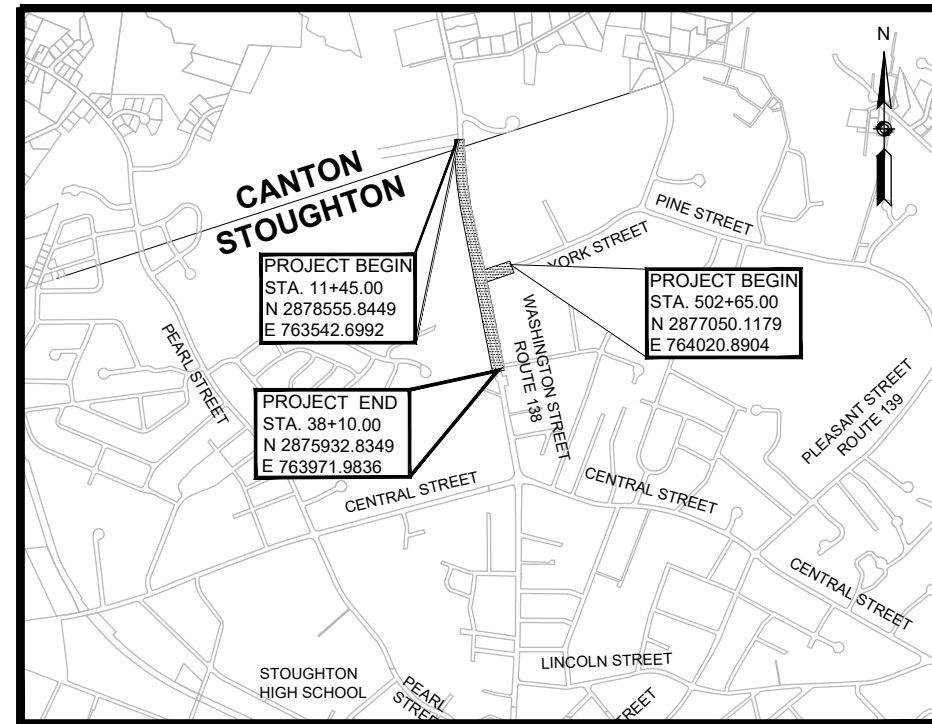 N
CANTON
STOUGHTON
PINE STREET
YORK STREET
PROJECT BEGIN
STA. 11+45.00
N 2878555.8449
E 763542.6992
PROJECT BEGIN
STA. 502+65.00
N 2877050.1179
E 764020.8904
WASHINGTON STREET
ROUTE 138
PEARL STREET
PLEASANT STREET
ROUTE 139
PROJECT END
STA. 38+10.00
N 2875932.8349
E 763971.9836
CENTRAL STREET
CENTRAL STREET
CENTRAL STREET
LINCOLN STREET
STOUGHTON
HIGH SCHOOL
PEARL